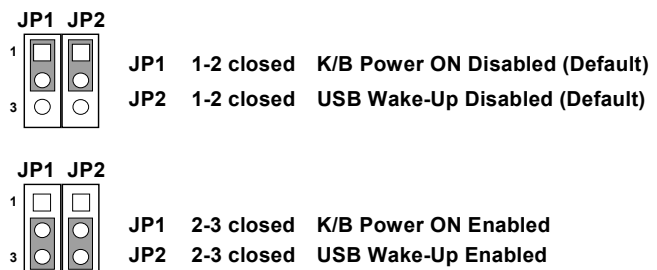 JP1 JP2
1
JP1 1-2 closed K/B Power ON Disabled (Default)
JP2 1-2 closed USB Wake-Up Disabled (Default)
3
JP1 JP2
1
JP1 2-3 closed K/B Power ON Enabled
JP2 2-3 closed USB Wake-Up Enabled
3